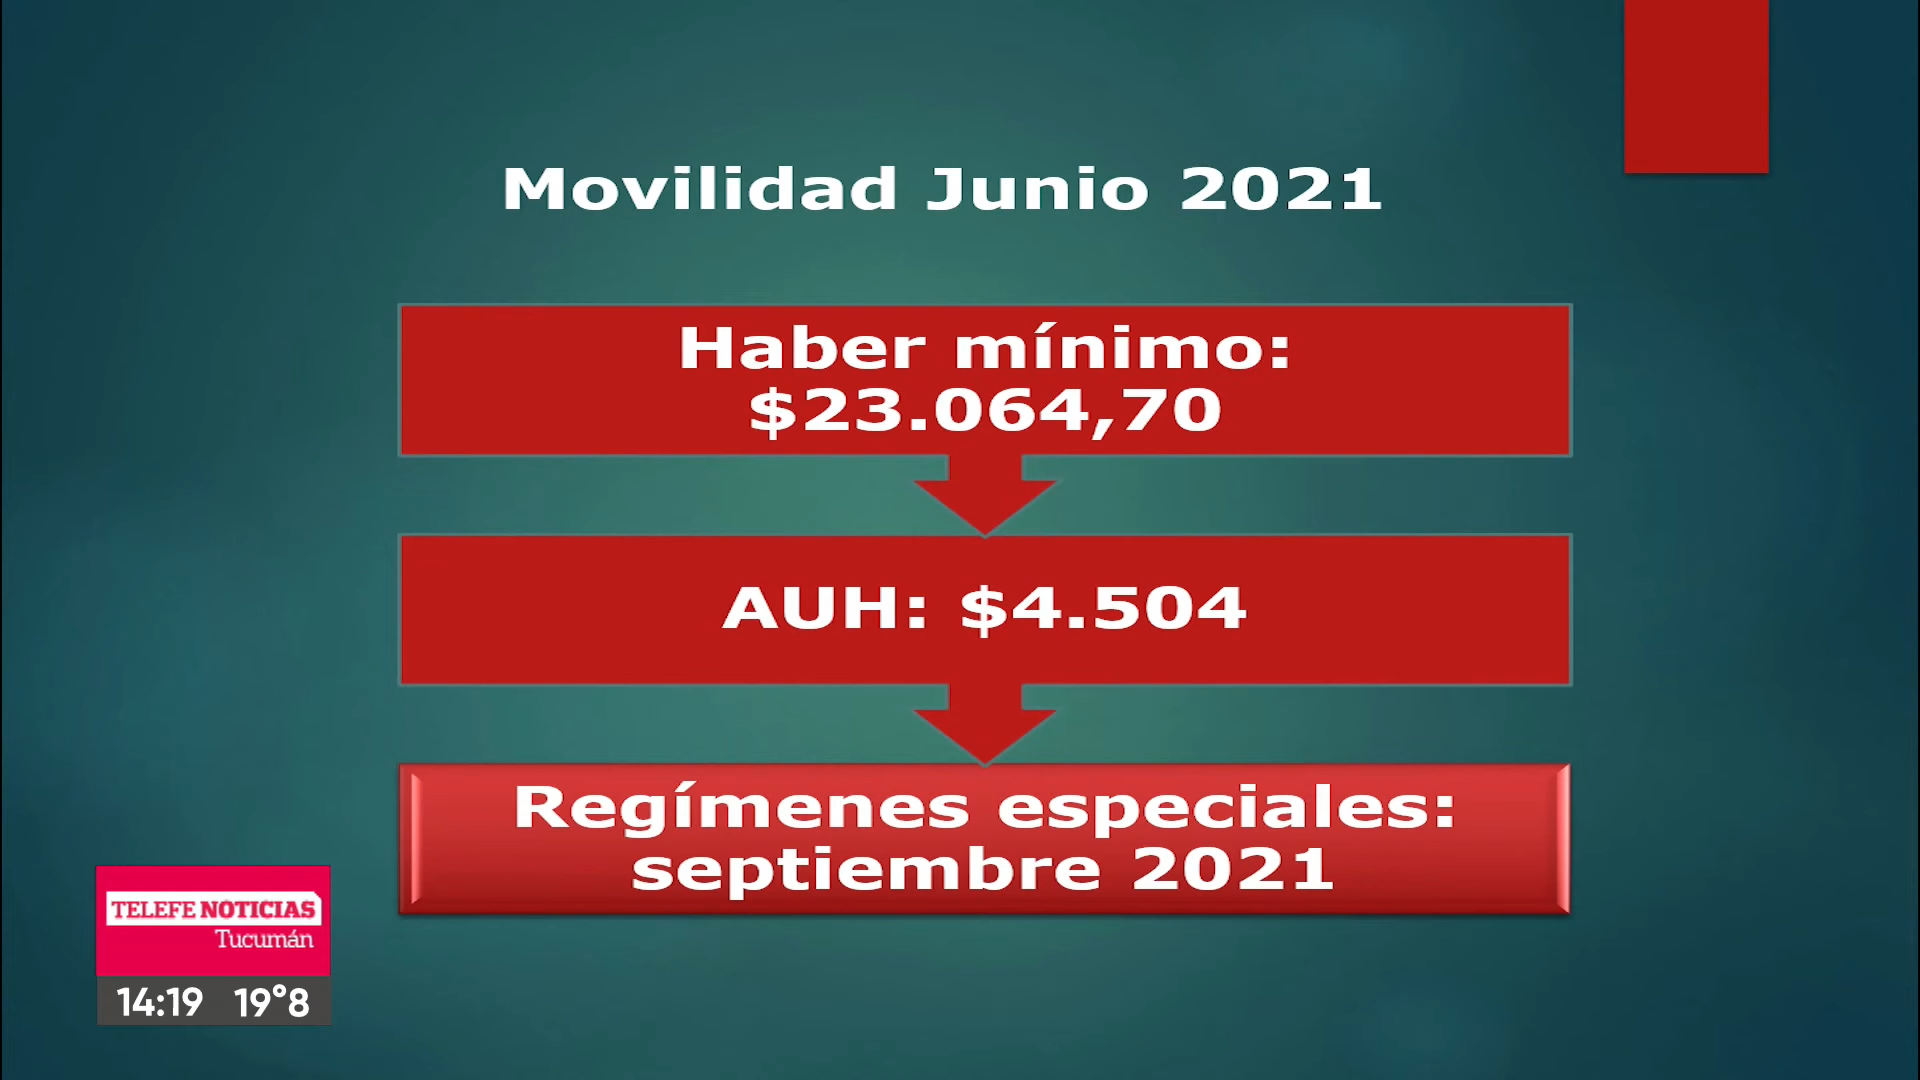 Movilidad Junio 2021
Haber mínimo:
$23.064,70
AUH: $4.504
Regímenes especiales:
septiembre 2021
TELEFE NOTICIAS
Tucumán
14:19 19°8